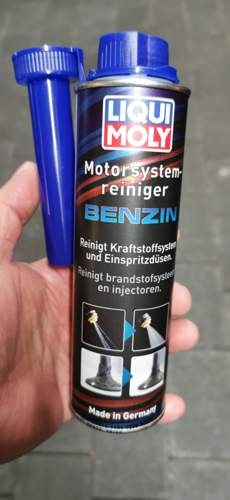 LIQUI
MOLY
Motorsystem-
reiniger
BENZIN
Reinigt Kraftstoffsystem
und Einspritzdüsen.
Reinigt brandstofsysteem
en injectoren.
Made in Germany